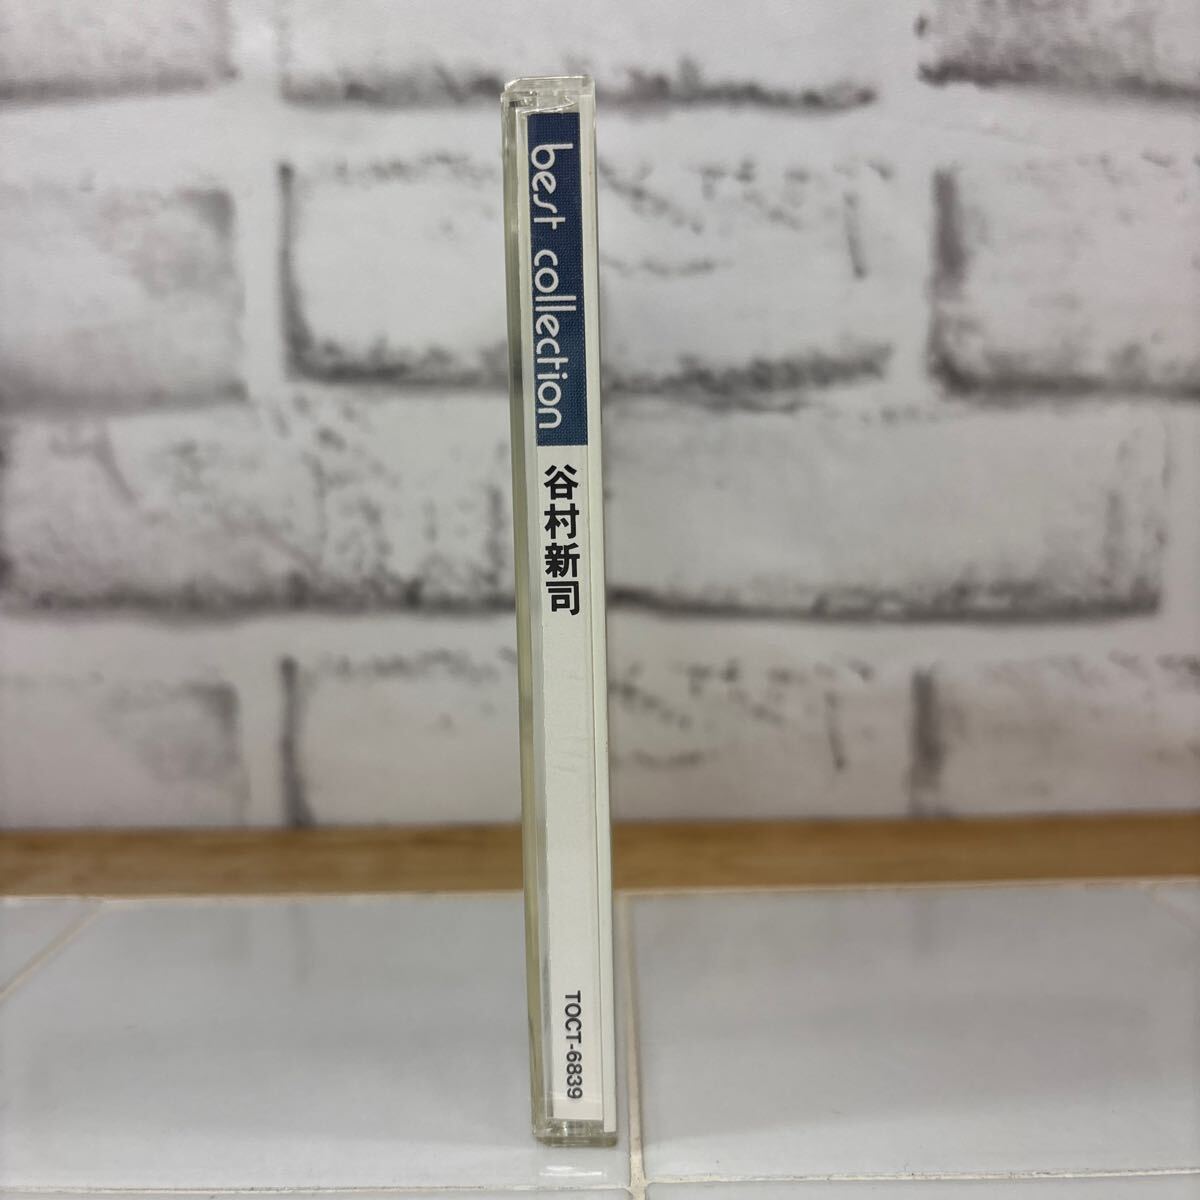 best collection
谷村新司
TOCT-6839